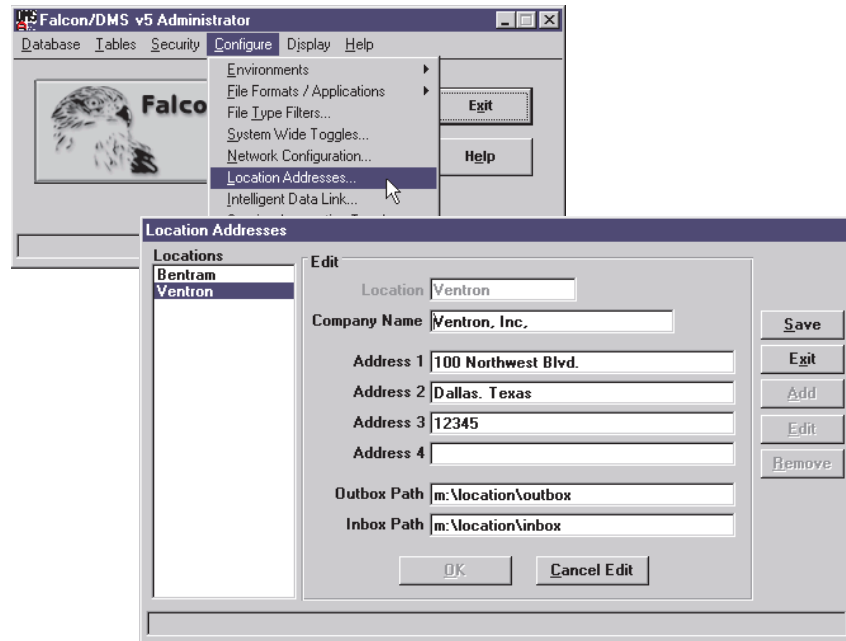 Falcon/DMS v5 Administrator
Database Tables Security Configure Display Help
Environments
File Formats / Applications
File Type Filters...
System Wide Toggles...
Network Configuration...
Location Addresses...
Intelligent Data Link...
Falco
Exit
Help
Location Addresses
Locations
Bentram
Ventron
Edit
Location Ventron
Company Name Ventron, Inc,
Address 1 100 Northwest Blvd.
Address 2 Dallas. Texas
Address 3 12345
Address 4
Outbox Path m:\location\outbox
Inbox Path m:\location\inbox
OK Cancel Edit
Save
Exit
Add
Edit
Remove